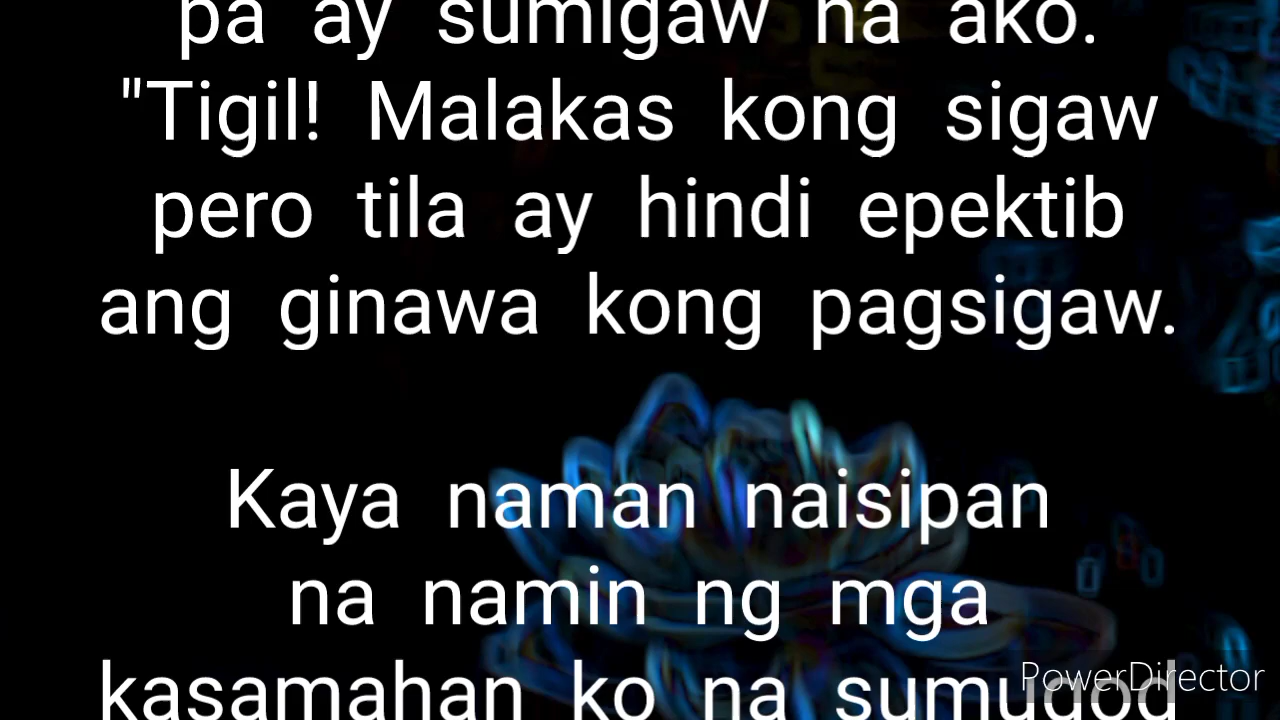 pa ay sumigaw na ako.
"Tigil! Malakas kong sigaw
pero tila ay hindi epektib
ang ginawa kong pagsigaw.
Kaya naman naisipan
na namin ng mga
kasamahan ko na sumugod
PowerDirector